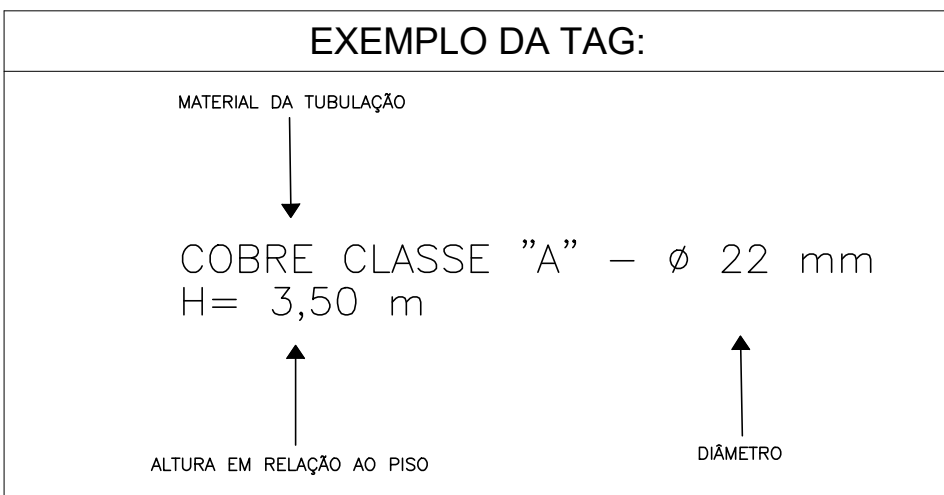 EXEMPLO DA TAG:
MATERIAL DA TUBULAÇÃO
COBRE CLASSE ”A” – ø 22 mm
H= 3,50 m
ALTURA EM RELAÇÃO AO PISO
DIÂMETRO